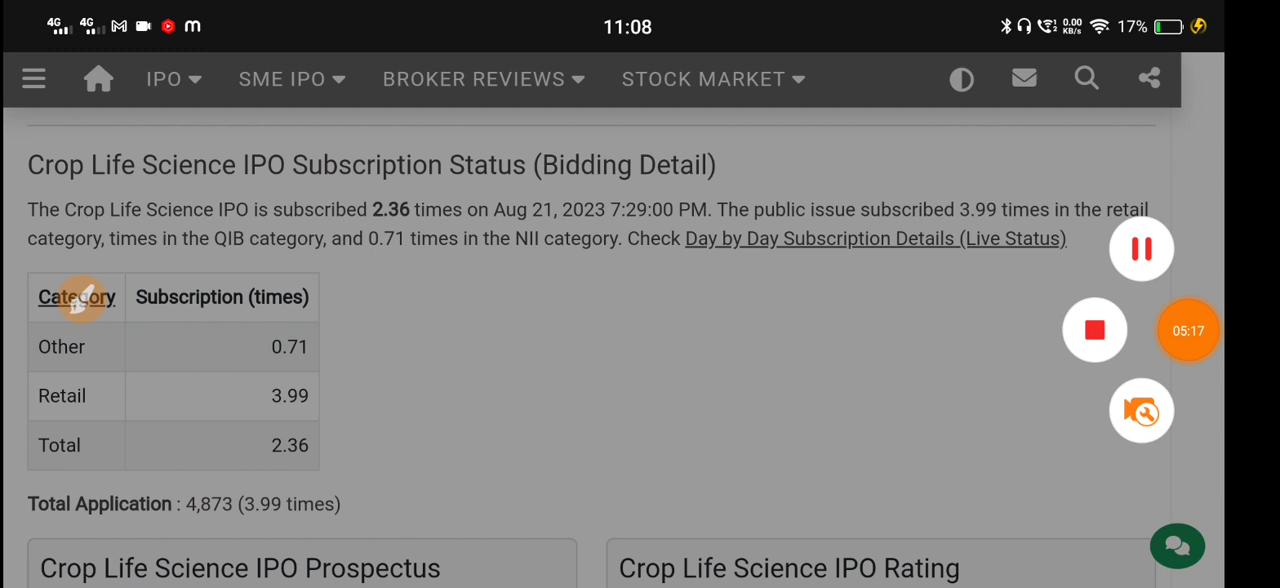 4G 4G 11:08 0.00 KB/s 17%
IPO SME IPO BROKER REVIEWS STOCK MARKET
Crop Life Science IPO Subscription Status (Bidding Detail)
The Crop Life Science IPO is subscribed 2.36 times on Aug 21, 2023 7:29:00 PM. The public issue subscribed 3.99 times in the retail
category, times in the QIB category, and 0.71 times in the NII category. Check Day by Day Subscription Details (Live Status)
Category Subscription (times)
Other 0.71
05:17
Retail 3.99
Total 2.36
Total Application : 4,873 (3.99 times)
Crop Life Science IPO Prospectus Crop Life Science IPO Rating